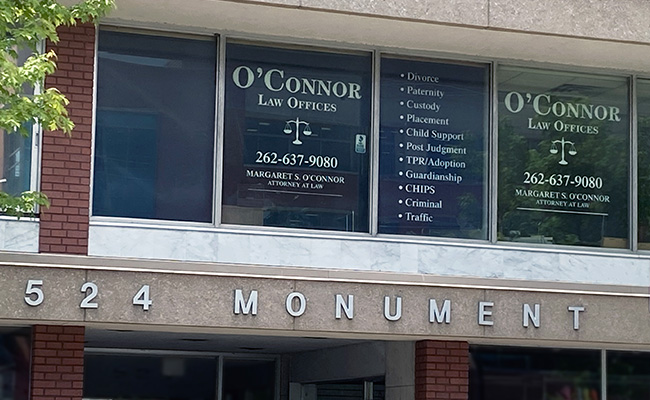 O'CONNOR
LAW OFFICES
262-637-9080
MARGARET S. O'CONNOR
ATTORNEY AT LAW
• Divorce
• Paternity
• Custody
• Placement
• Child Support
• Post Judgment
• TPR/Adoption
• Guardianship
• CHIPS
• Criminal
• Traffic
O'CONNOR
LAW OFFICES
262-637-9080
MARGARET S. O'CONNOR
ATTORNEY AT LAW
524 MONUMENT